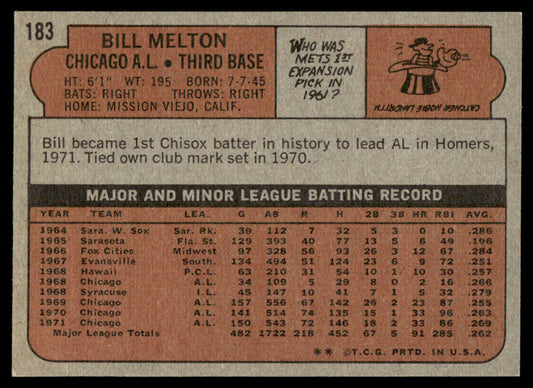 183
BILL MELTON
CHICAGO A.L. • THIRD BASE
HT: 6'1" WT: 195 BORN: 7-7-45
BATS: RIGHT THROWS: RIGHT
HOME: MISSION VIEJO, CALIF.
WHO WAS
METS 1ST
EXPANSION
PICK IN
1961?
CATCHER HOBIE LANDRITH
Bill became 1st Chisox batter in history to lead AL in Homers,
1971. Tied own club mark set in 1970.
MAJOR AND MINOR LEAGUE BATTING RECORD
YEAR TEAM LEA. G AB R H 2B 3B HR RBI AVG.
1964 Sara. W. Sox Sar. Rk. 39 112 7 32 5 3 0 10 .286
1965 Sarasota Fla. St. 129 393 40 77 13 5 6 49 .196
1966 Fox Cities Midwest 97 328 56 93 26 3 12 67 .284
1967 Evansville South. 134 494 51 124 23 6 9 72 .251
1968 Hawaii P.C.L. 63 210 31 54 10 1 10 30 .257
1968 Chicago A.L. 34 109 5 29 8 0 2 16 .266
1968 Syracuse I.L. 10 41 7 11 5 1 5 15 .279
1969 Chicago A.L. 157 556 67 142 26 2 23 87 .255
1970 Chicago A.L. 141 514 74 135 15 1 33 96 .263
1971 Chicago A.L. 150 543 72 146 18 2 33 86 .262
Major League Totals 482 1722 218 452 67 5 91 285 .262
** © T.C.G. PRTD. IN U.S.A.